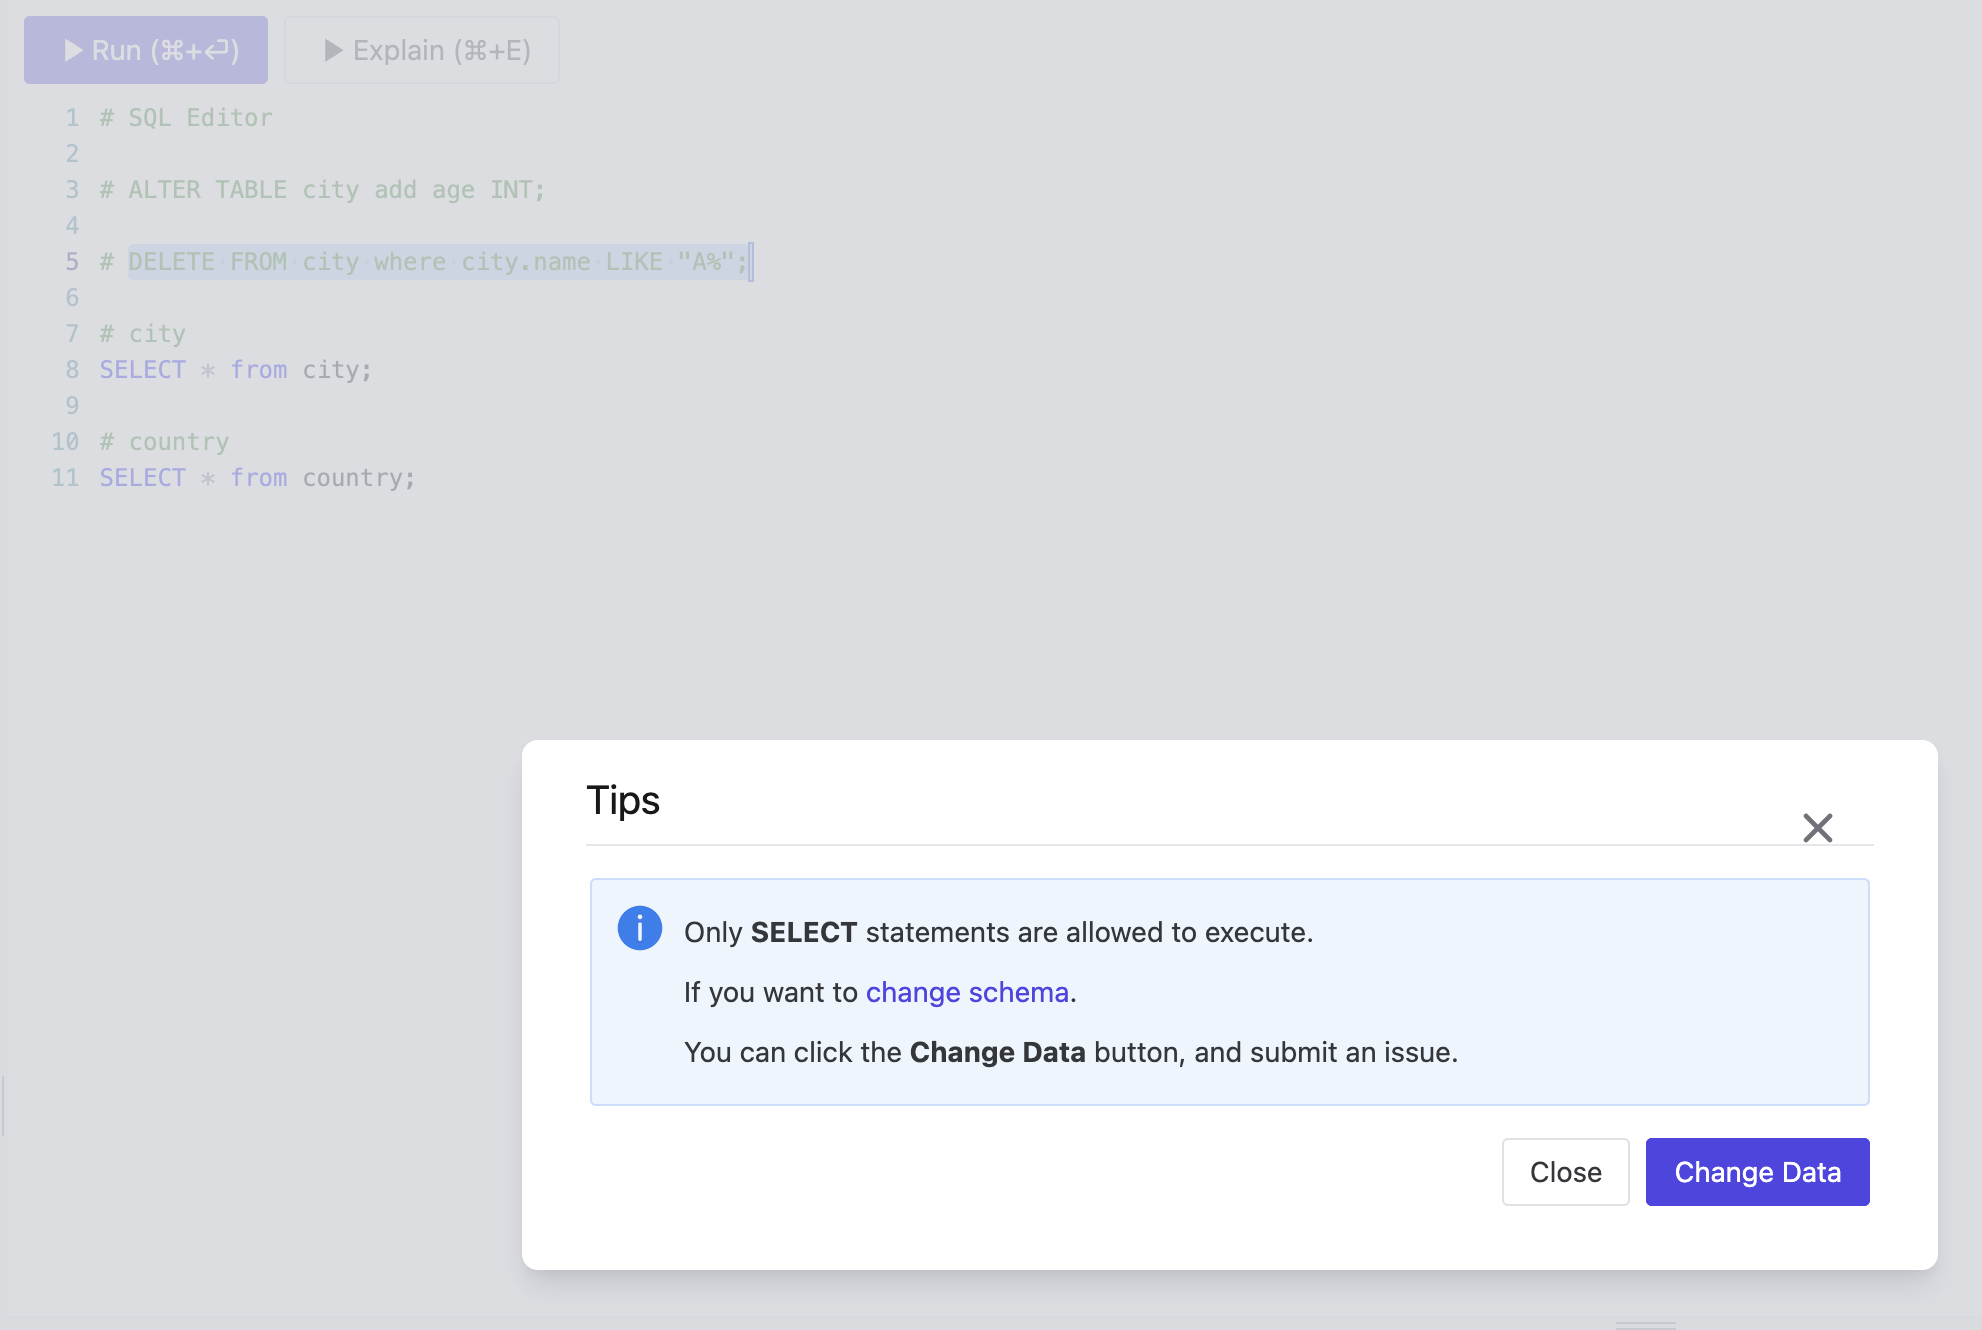 ▶ Run (⌘+⏎) ▶ Explain (⌘+E)
1 # SQL Editor
2
3 # ALTER TABLE city add age INT;
4
5 # DELETE FROM city where city.name LIKE "A%";
6
7 # city
8 SELECT * from city;
9
10 # country
11 SELECT * from country;
Tips
Only SELECT statements are allowed to execute.
If you want to change schema.
You can click the Change Data button, and submit an issue.
Close Change Data